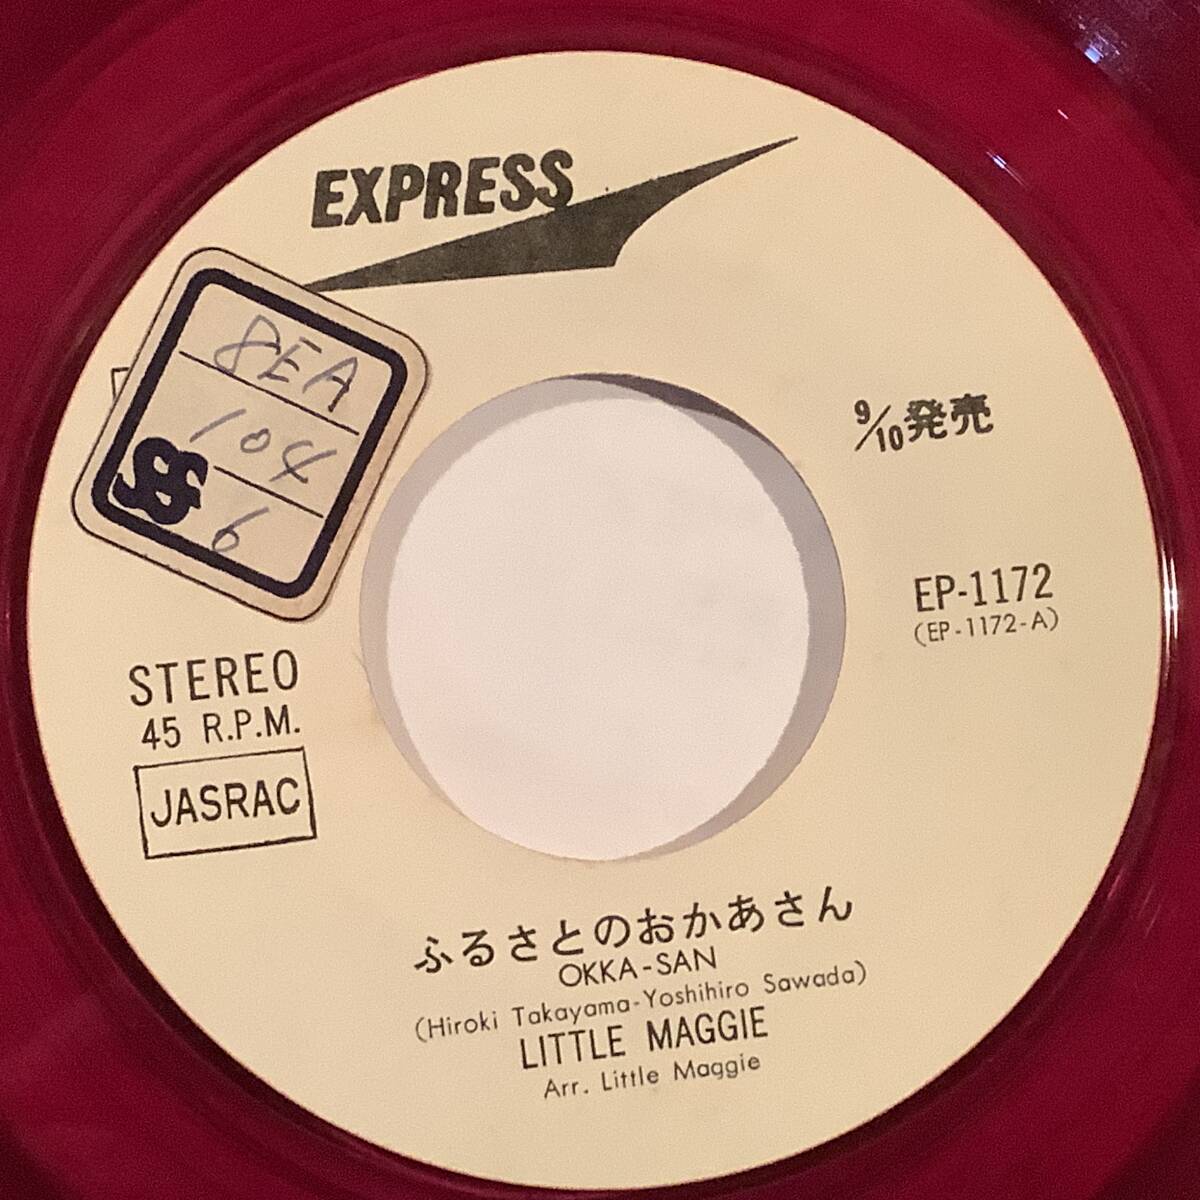 EXPRESS
8EA
104
6
9/10発売
EP-1172
(EP-1172-A)
STEREO
45 R.P.M.
JASRAC
ふるさとのおかあさん
OKKA-SAN
(Hiroki Takayama-Yoshihiro Sawada)
LITTLE MAGGIE
Arr. Little Maggie